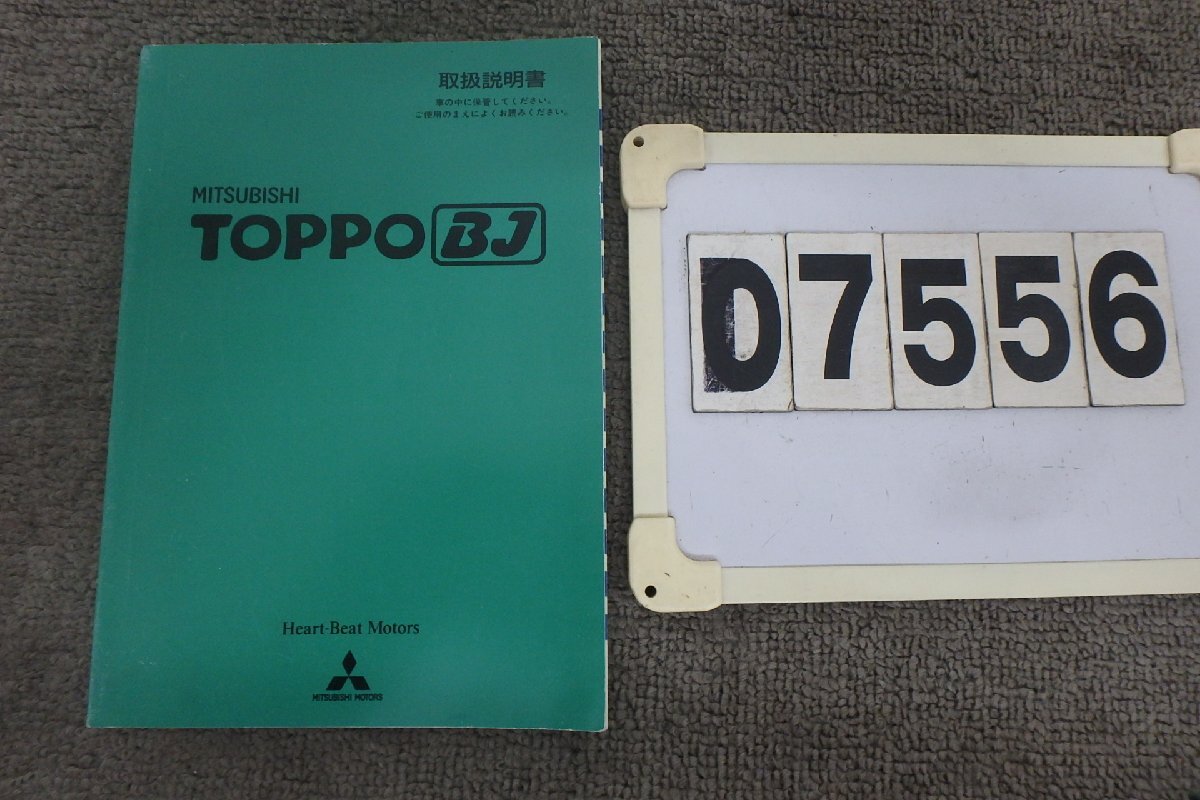 取扱説明書
車の中に保管してください。
ご使用のまえによくお読みください。
MITSUBISHI
TOPPO BJ
Heart-Beat Motors
MITSUBISHI MOTORS
D7556